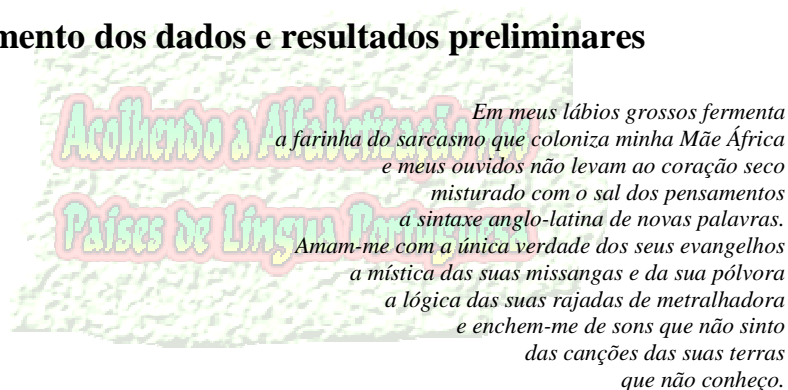 mento dos dados e resultados preliminares
Acolhendo a Alfabetização nos
Países de Língua Portuguesa
Em meus lábios grossos fermenta
a farinha do sarcasmo que coloniza minha Mãe África
e meus ouvidos não levam ao coração seco
misturado com o sal dos pensamentos
a sintaxe anglo-latina de novas palavras.
Amam-me com a única verdade dos seus evangelhos
a mística das suas missangas e da sua pólvora
a lógica das suas rajadas de metralhadora
e enchem-me de sons que não sinto
das canções das suas terras
que não conheço.